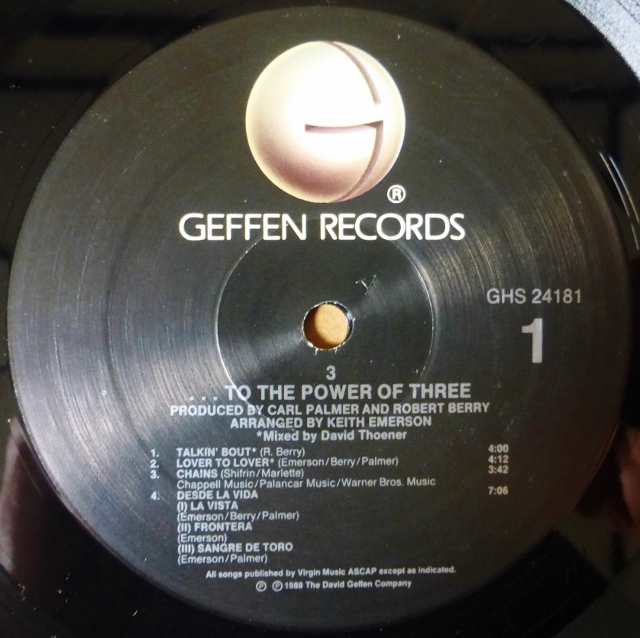 ®
GEFFEN RECORDS
GHS 24181
1
3
. . . TO THE POWER OF THREE
PRODUCED BY CARL PALMER AND ROBERT BERRY
ARRANGED BY KEITH EMERSON
*Mixed by David Thoener
1. TALKIN' BOUT* (R. Berry) 4:00
2. LOVER TO LOVER* (Emerson/Berry/Palmer) 4:12
3. CHAINS (Shifrin/Marlette) 3:42
Chappell Music/Palancar Music/Warner Bros. Music
4. DESDE LA VIDA 7:06
(I) LA VISTA
(Emerson/Berry/Palmer)
(II) FRONTERA
(Emerson)
(III) SANGRE DE TORO
(Emerson/Palmer)
All songs published by Virgin Music ASCAP except as indicated.
℗ ℗ 1988 The David Geffen Company